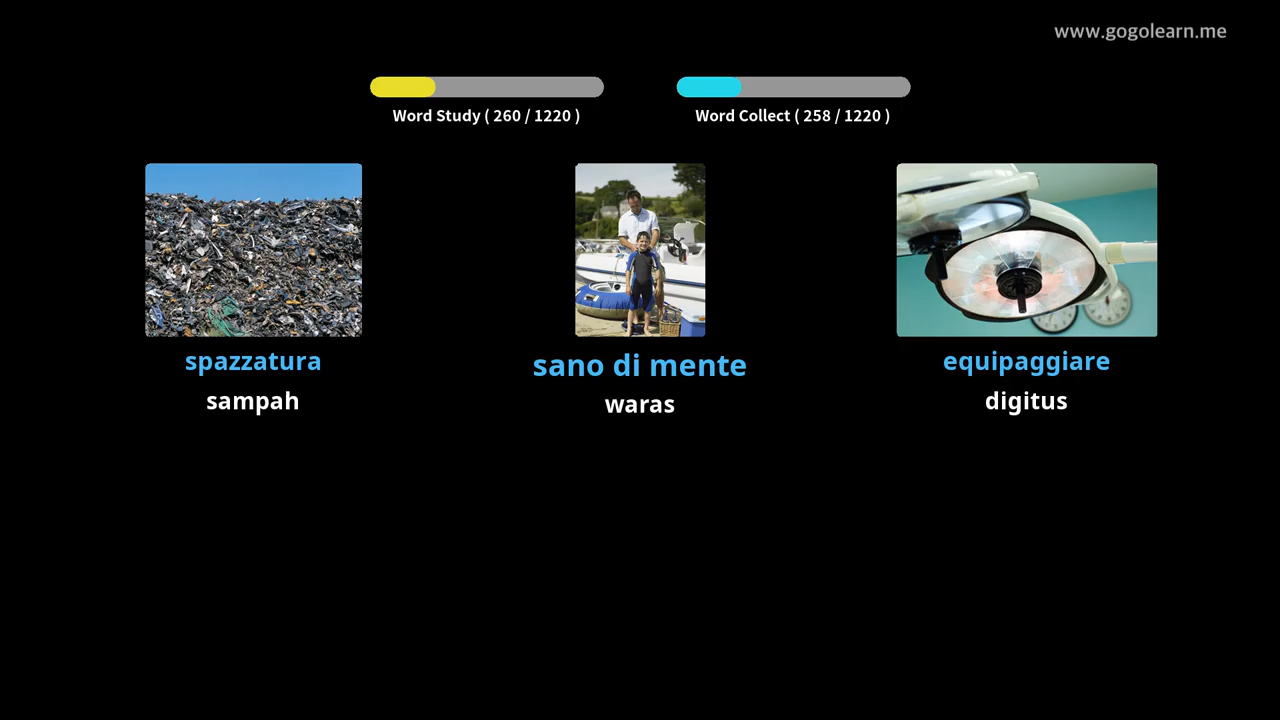 www.gogolearn.me
Word Study ( 260 / 1220 )
Word Collect ( 258 / 1220 )
spazzatura
sampah
sano di mente
waras
equipaggiare
digitus